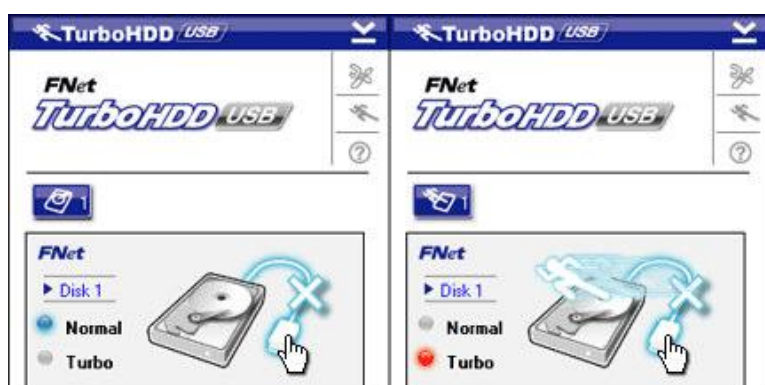 TurboHDD USB
FNet
TurboHDD USB
?
1
FNet
Disk 1
Normal
Turbo
TurboHDD USB
FNet
TurboHDD USB
?
1
FNet
Disk 1
Normal
Turbo